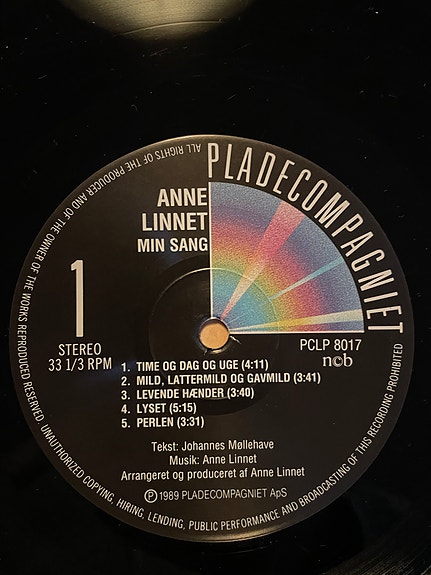 PLADECOMPAGNIET
ANNE
LINNET
MIN SANG
1
STEREO
33 1/3 RPM
PCLP 8017
n©b
1. TIME OG DAG OG UGE (4:11)
2. MILD, LATTERMILD OG GAVMILD (3:41)
3. LEVENDE HÆNDER (3:40)
4. LYSET (5:15)
5. PERLEN (3:31)
Tekst: Johannes Møllehave
Musik: Anne Linnet
Arrangeret og produceret af Anne Linnet
Ⓟ 1989 PLADECOMPAGNIET ApS
ALL RIGHTS OF THE PRODUCER AND OF THE OWNER OF THE WORKS REPRODUCED RESERVED. UNAUTHORIZED COPYING, HIRING, LENDING, PUBLIC PERFORMANCE AND BROADCASTING OF THIS RECORDING PROHIBITED